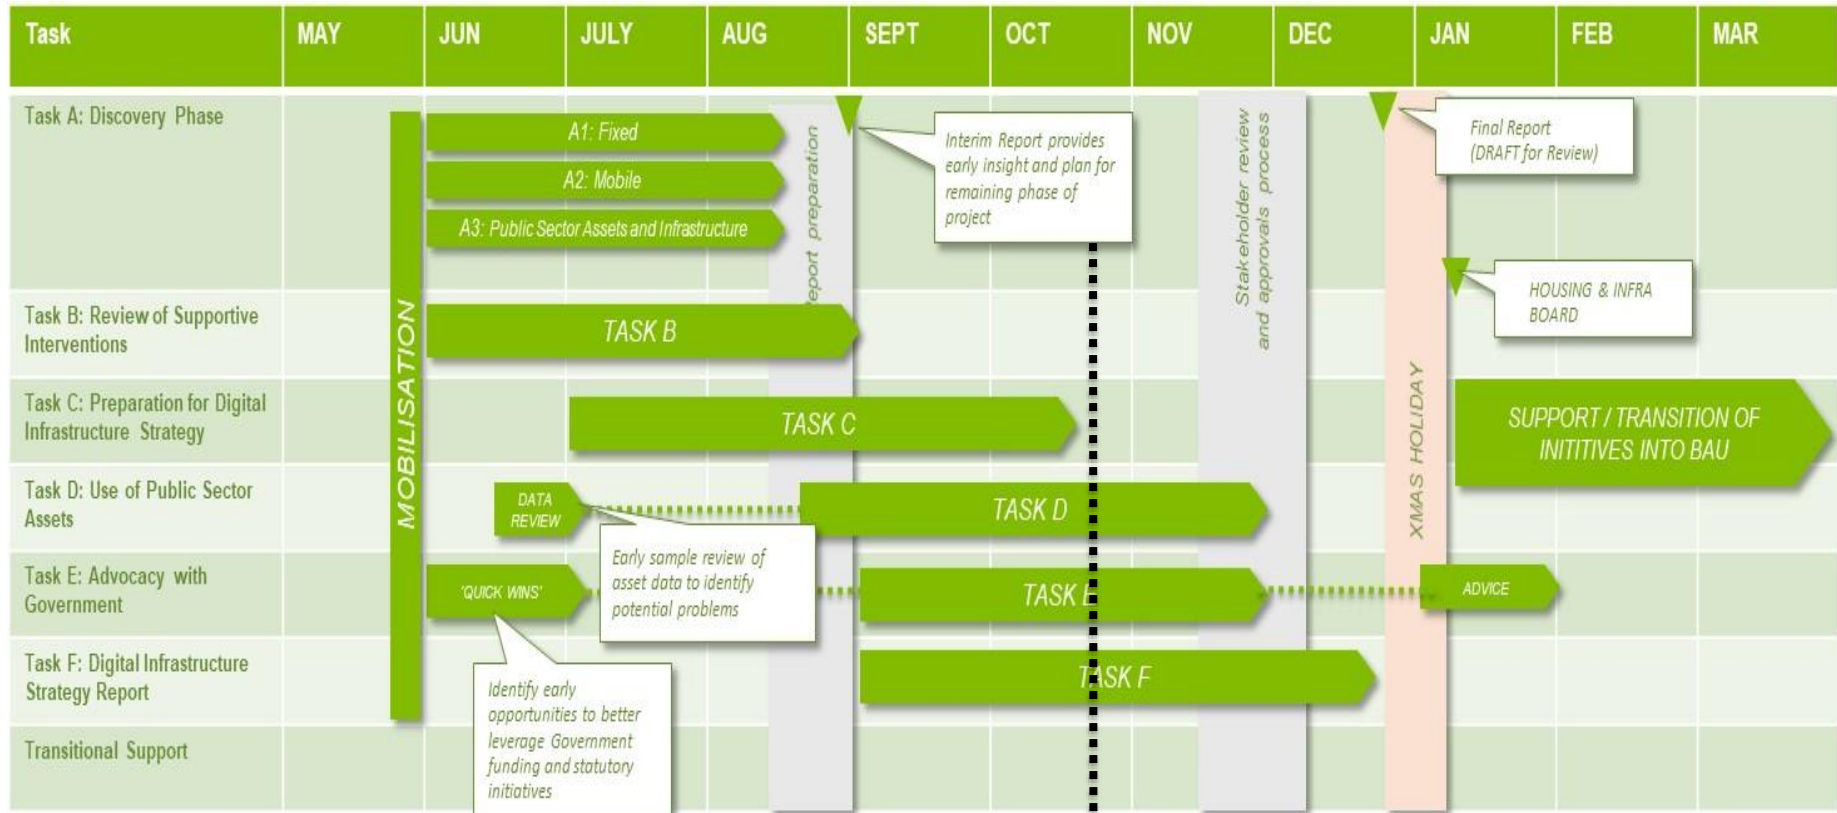 Task
MAY
JUN
JULY
AUG
SEPT
OCT
NOV
DEC
JAN
FEB
MAR
Task A: Discovery Phase
A1: Fixed
A2: Mobile
A3: Public Sector Assets and Infrastructure
MOBILISATION
Report preparation
Interim Report provides
early insight and plan for
remaining phase of
project
Stakeholder review
and approvals process
Final Report
(DRAFT for Review)
HOUSING & INFRA
BOARD
XMAS HOLIDAY
Task B: Review of Supportive
Interventions
TASK B
Task C: Preparation for Digital
Infrastructure Strategy
TASK C
SUPPORT / TRANSITION OF
INITITIVES INTO BAU
Task D: Use of Public Sector
Assets
DATA
REVIEW
TASK D
Early sample review of
asset data to identify
potential problems
Task E: Advocacy with
Government
'QUICK WINS'
TASK E
ADVICE
Task F: Digital Infrastructure
Strategy Report
TASK F
Identify early
opportunities to better
leverage Government
funding and statutory
initiatives
Transitional Support